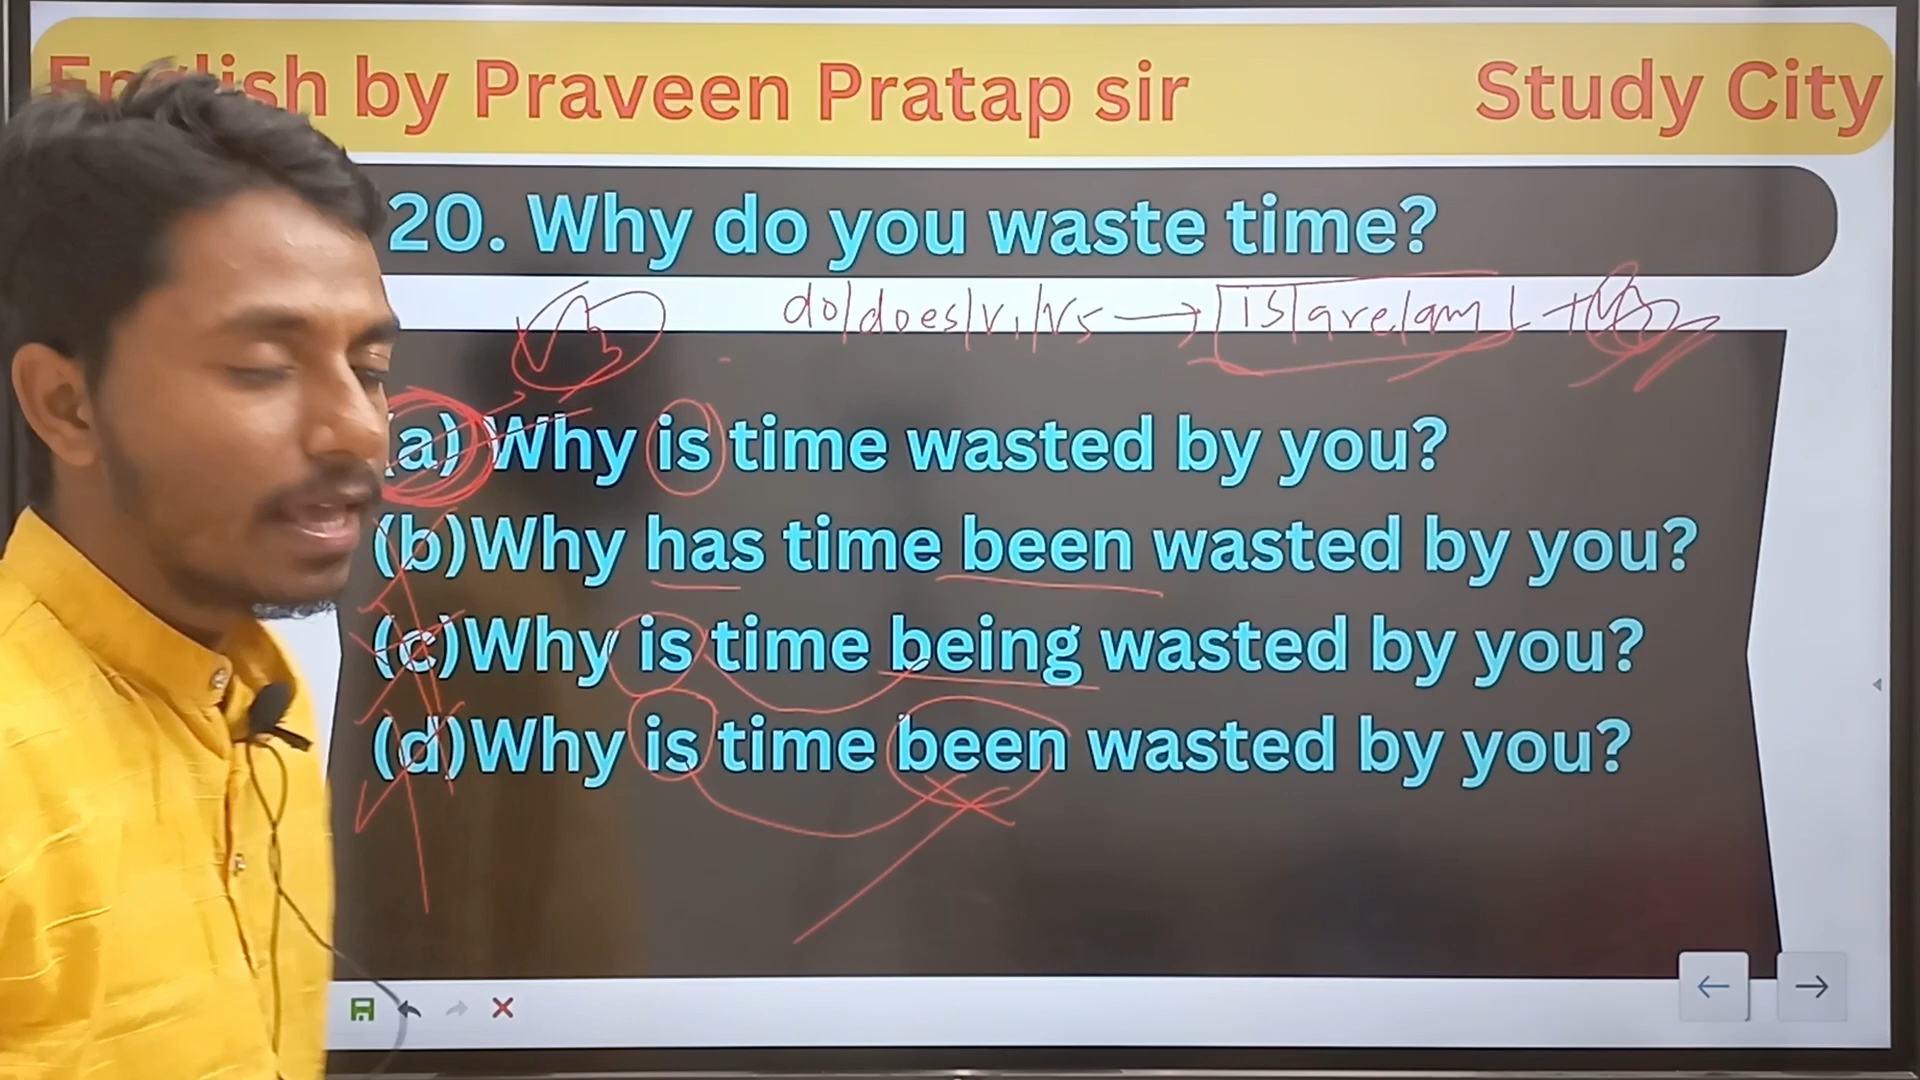 English by Praveen Pratap sir Study City
20. Why do you waste time?
do/does/V1/V5 → is/are/am + V3
(a) Why is time wasted by you?
(b)Why has time been wasted by you?
(c)Why is time being wasted by you?
(d)Why is time been wasted by you?